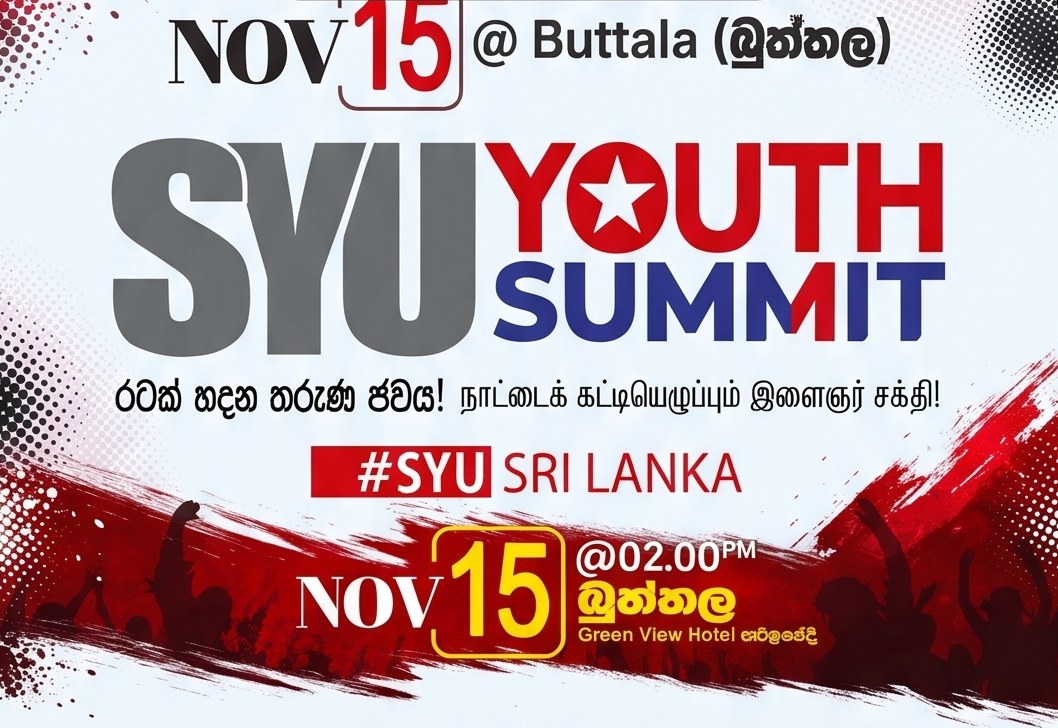 NOV 15 @ Buttala (බුත්තල)
SYU YOUTH
SUMMIT
රටක් හදන තරුණ ජවය! நாட்டைக் கட்டியெழுப்பும் இளைஞர் சக்தி!
#SYU SRI LANKA
NOV 15 @02.00PM
බුත්තල
Green View Hotel